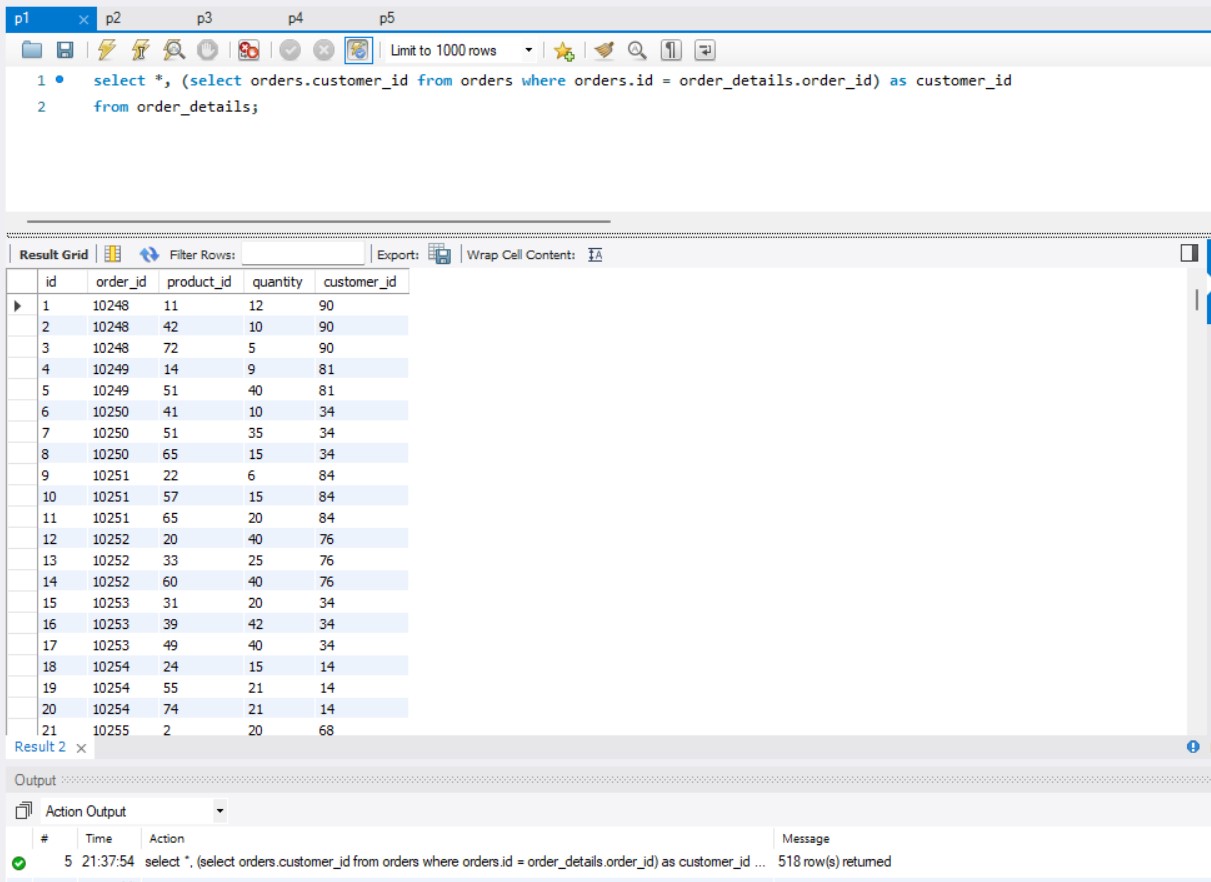 p1 × p2 p3 p4 p5
Limit to 1000 rows
1 select *, (select orders.customer_id from orders where orders.id = order_details.order_id) as customer_id
2 from order_details;
Result Grid Filter Rows: Export: Wrap Cell Content: IA
id order_id product_id quantity customer_id
1 10248 11 12 90
2 10248 42 10 90
3 10248 72 5 90
4 10249 14 9 81
5 10249 51 40 81
6 10250 41 10 34
7 10250 51 35 34
8 10250 65 15 34
9 10251 22 6 84
10 10251 57 15 84
11 10251 65 20 84
12 10252 20 40 76
13 10252 33 25 76
14 10252 60 40 76
15 10253 31 20 34
16 10253 39 42 34
17 10253 49 40 34
18 10254 24 15 14
19 10254 55 21 14
20 10254 74 21 14
21 10255 2 20 68
Result 2 ×
Output
Action Output
# Time Action Message
5 21:37:54 select *, (select orders.customer_id from orders where orders.id = order_details.order_id) as customer_id ... 518 row(s) returned